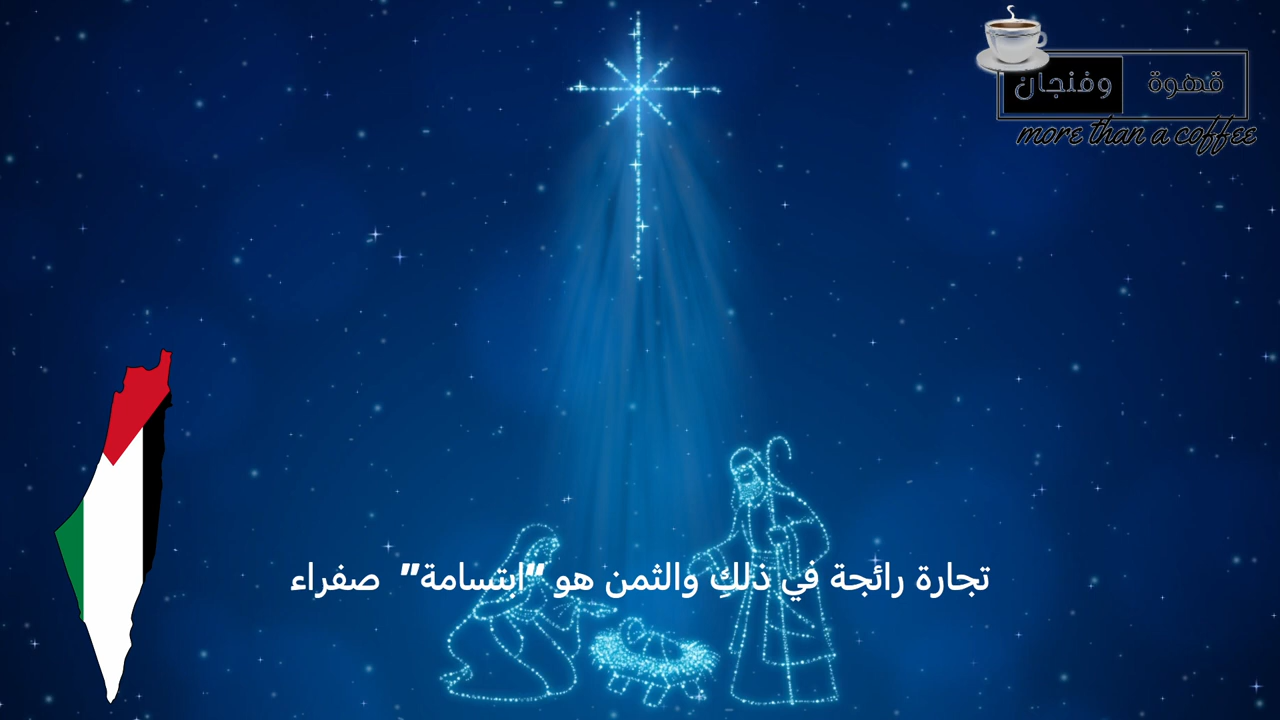 قهوة وفنجان
more than a coffee
تجارة رائجة في ذلكِ والثمن هو "ابتسامة" صفراء